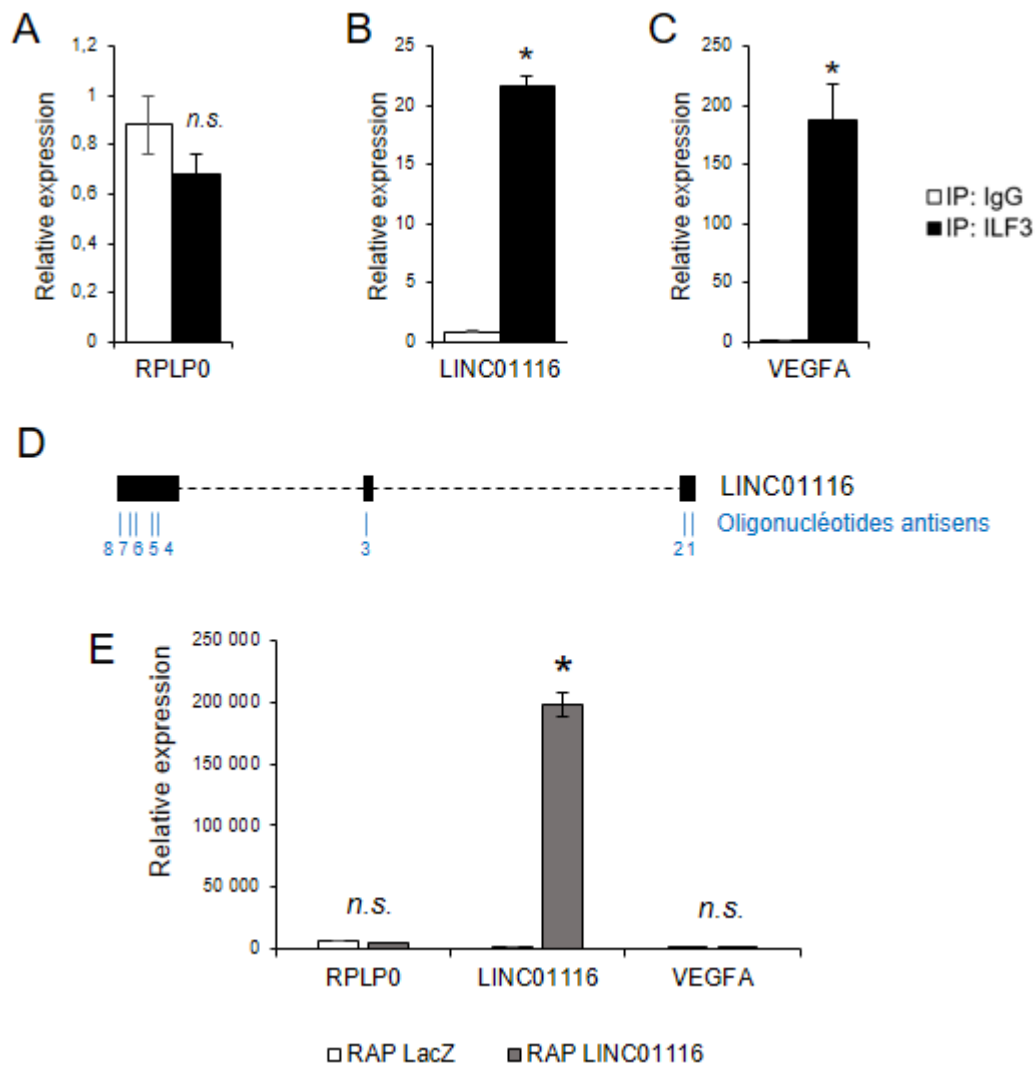 A
B
C
1,2
1
0,8
0,6
0,4
0,2
0
Relative expression
n.s.
RPLP0
25
20
15
10
5
0
Relative expression
*
LINC01116
250
200
150
100
50
0
Relative expression
*
VEGFA
IP: IgG
IP: ILF3
D
LINC01116
Oligonucléotides antisens
8 7 6 5 4 3 2 1
E
250 000
200 000
150 000
100 000
50 000
0
Relative expression
n.s.
*
n.s.
RPLP0 LINC01116 VEGFA
RAP LacZ RAP LINC01116